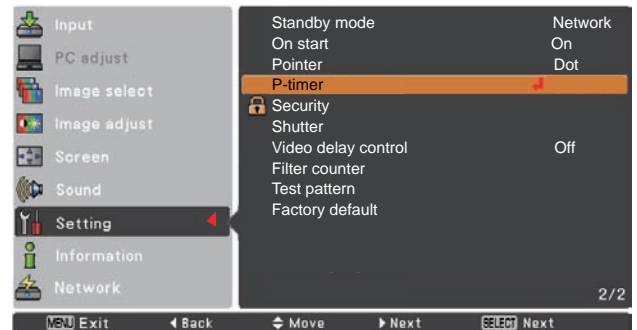 Input
PC adjust
Image select
Image adjust
Screen
Sound
Setting
Information
Network
Standby mode Network
On start On
Pointer Dot
P-timer
Security
Shutter
Video delay control Off
Filter counter
Test pattern
Factory default
2/2
MENU Exit Back Move Next SELECT Next